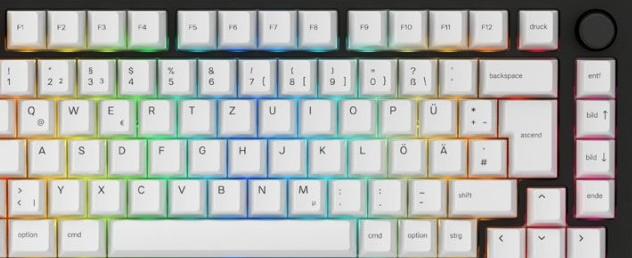 F1 F2 F3 F4 F5 F6 F7 F8 F9 F10 F11 F12 druck
! " § $ % & / ( ) = ? ` backspace entf
1 2 ² 3 ³ 4 5 6 7 { 8 [ 9 ] 0 } ß \ ´
Q W E R T Z U I O P Ü * bild ↑
@ € + ~ ascend
A S D F G H J K L Ö Ä ' bild ↓
#
> Y X C V B N M ; : _ shift ende
< | µ , . -
option cmd cmd option strg